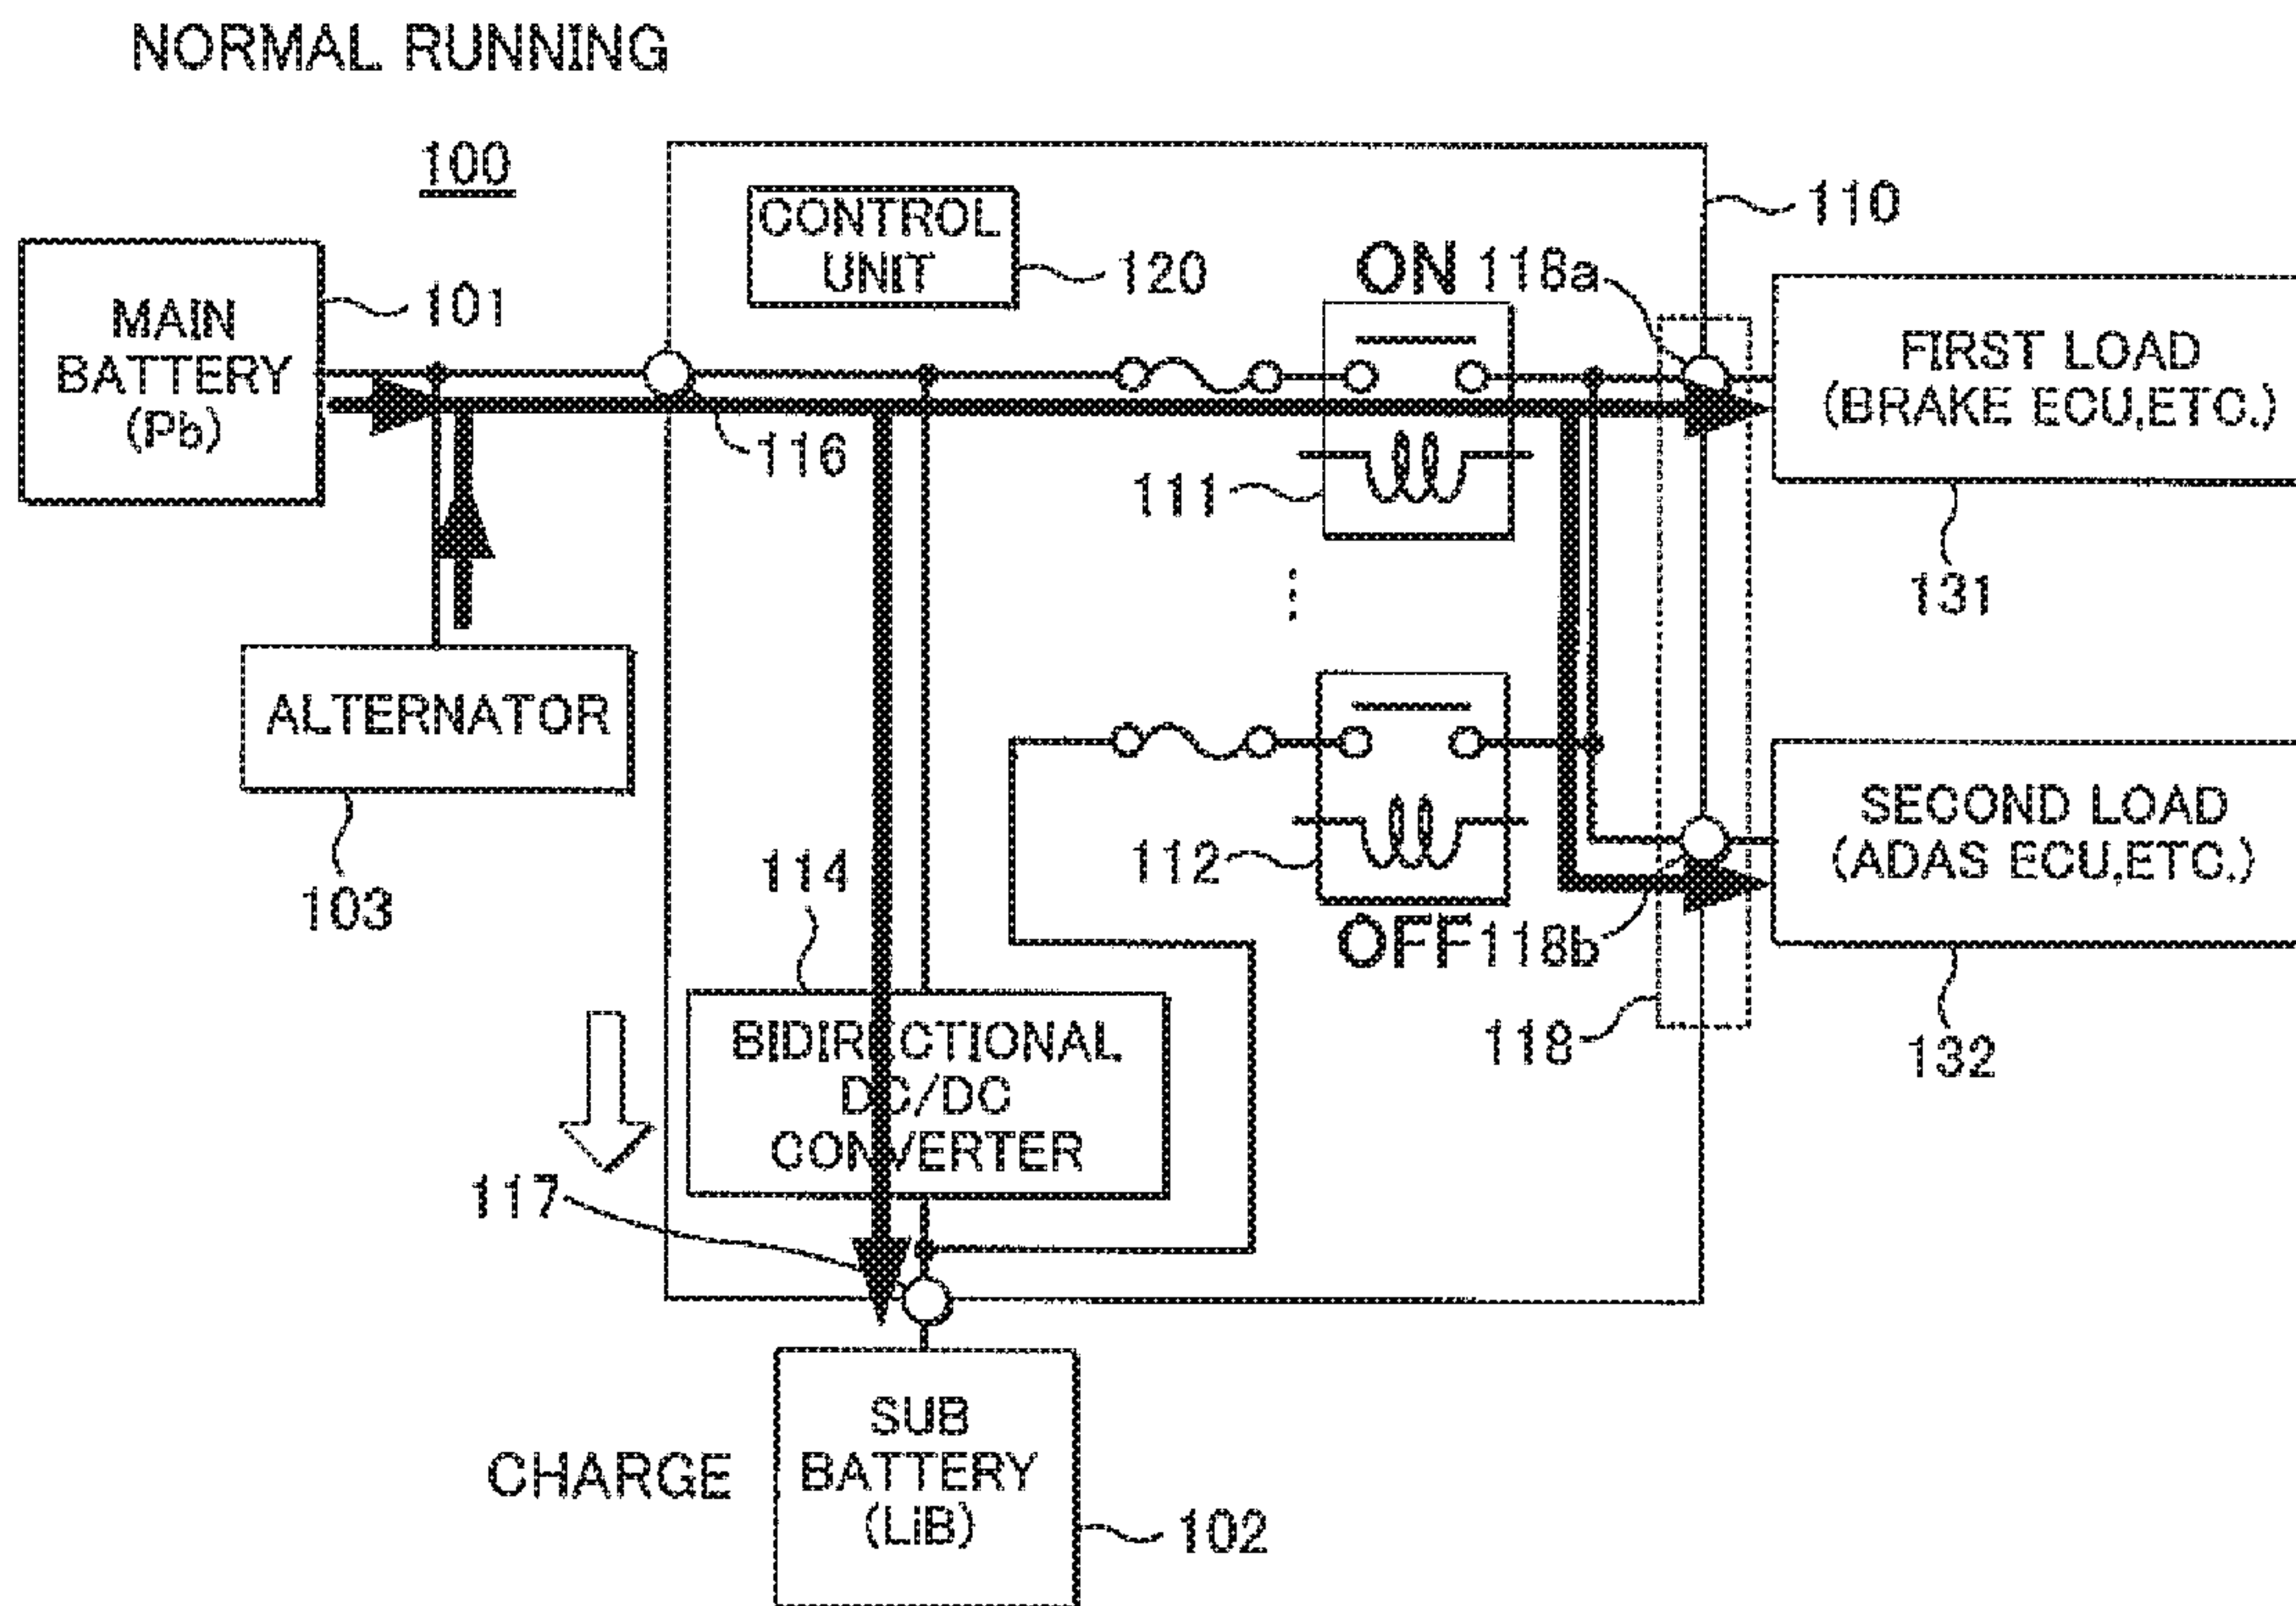 NORMAL RUNNING
100
110
CONTROL
UNIT
120
ON
118a
101
MAIN
BATTERY
(Pb)
116
111
FIRST LOAD
(BRAKE ECU,ETC.)
131
ALTERNATOR
103
114
112
OFF
118b
118
SECOND LOAD
(ADAS ECU,ETC.)
132
BIDIRECTIONAL
DC/DC
CONVERTER
117
CHARGE
SUB
BATTERY
(LiB)
102